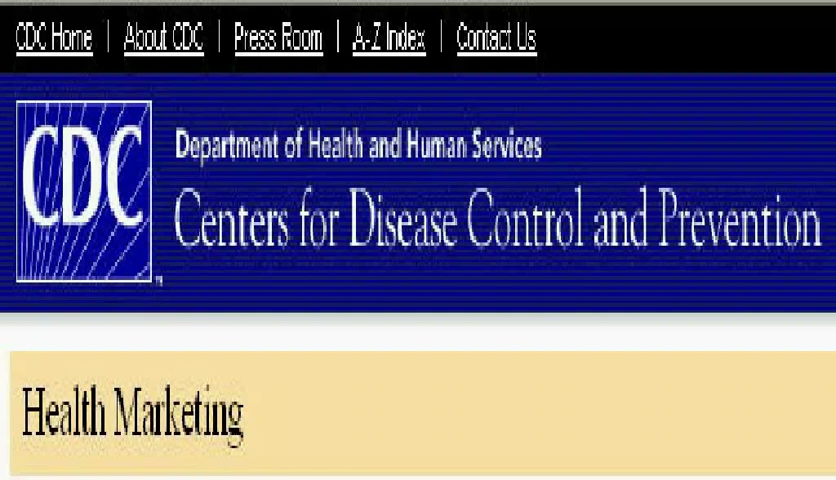 CDC Home | About CDC | Press Room | A-Z Index | Contact Us
CDC
Department of Health and Human Services
Centers for Disease Control and Prevention
TM
Health Marketing